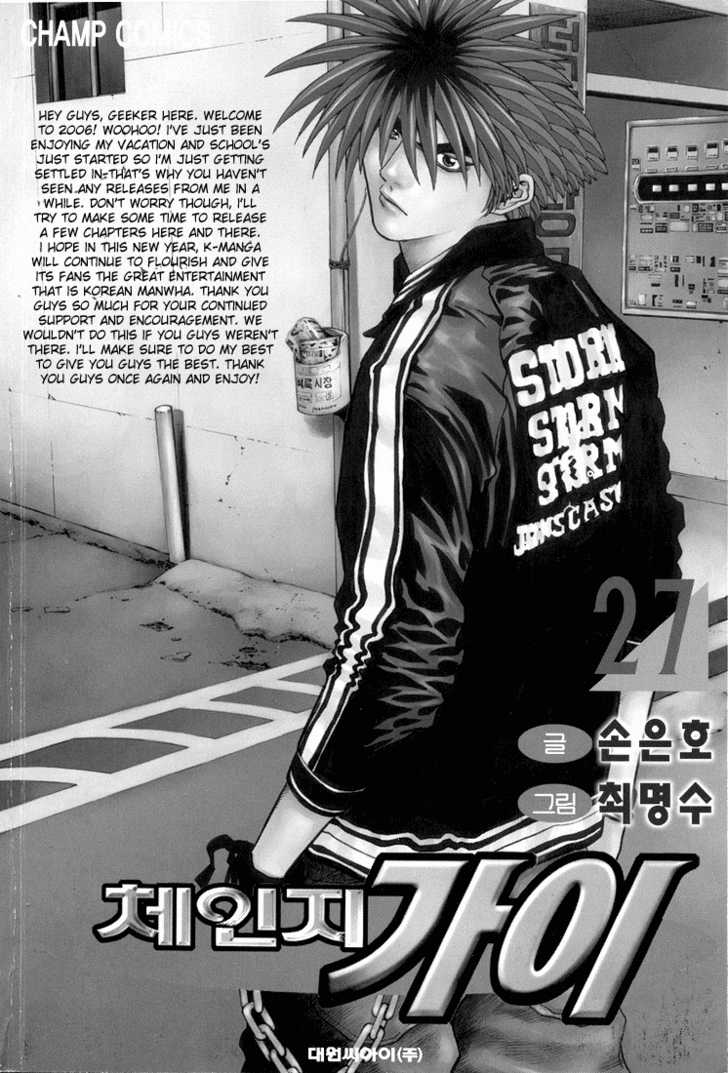 CHAMP COMICS
HEY GUYS, GEEKER HERE. WELCOME
TO 2006! WOOHOO! I'VE JUST BEEN
ENJOYING MY VACATION AND SCHOOL'S
JUST STARTED SO I'M JUST GETTING
SETTLED IN. THAT'S WHY YOU HAVEN'T
SEEN ANY RELEASES FROM ME IN A
WHILE. DON'T WORRY THOUGH, I'LL
TRY TO MAKE SOME TIME TO RELEASE
A FEW CHAPTERS HERE AND THERE.
I HOPE IN THIS NEW YEAR, K-MANGA
WILL CONTINUE TO FLOURISH AND GIVE
ITS FANS THE GREAT ENTERTAINMENT
THAT IS KOREAN MANWHA. THANK YOU
GUYS SO MUCH FOR YOUR CONTINUED
SUPPORT AND ENCOURAGEMENT. WE
WOULDN'T DO THIS IF YOU GUYS WEREN'T
THERE. I'LL MAKE SURE TO DO MY BEST
TO GIVE YOU GUYS THE BEST. THANK
YOU GUYS ONCE AGAIN AND ENJOY!
STORM
STORM
STORM
27
글 손은호
그림 최명수
체인지 가이
대원씨아이(주)